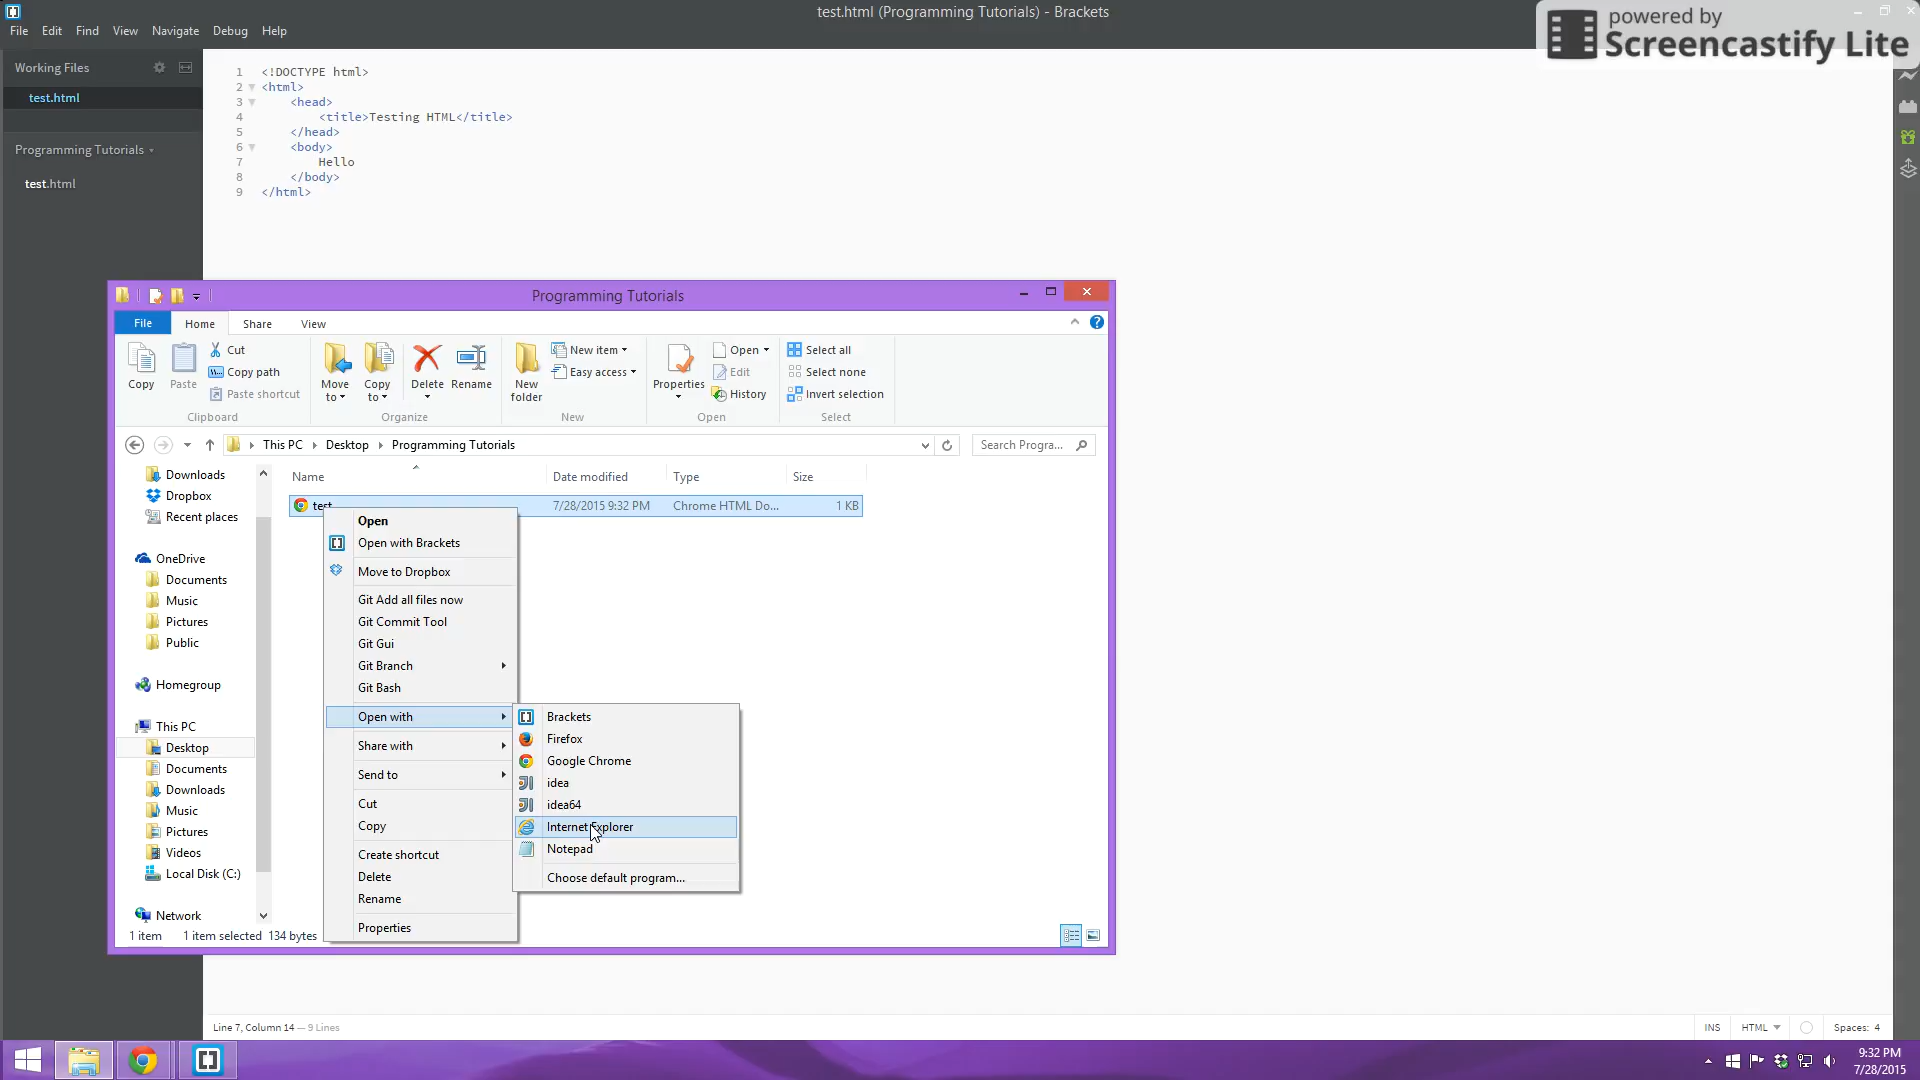 test.html (Programming Tutorials) - Brackets
File Edit Find View Navigate Debug Help
powered by
Screencastify Lite
Working Files
test.html
Programming Tutorials
test.html
1 <!DOCTYPE html>
2 <html>
3 <head>
4 <title>Testing HTML</title>
5 </head>
6 <body>
7 Hello
8 </body>
9 </html>
Programming Tutorials
File Home Share View
Copy
Paste
Cut
Copy path
Paste shortcut
Clipboard
Move to
Copy to
Delete
Rename
Organize
New folder
New item
Easy access
New
Properties
Open
Edit
History
Open
Select all
Select none
Invert selection
Select
This PC Desktop Programming Tutorials
Search Progra...
Name Date modified Type Size
test 7/28/2015 9:32 PM Chrome HTML Do... 1 KB
Downloads
Dropbox
Recent places
OneDrive
Documents
Music
Pictures
Public
Homegroup
This PC
Desktop
Documents
Downloads
Music
Pictures
Videos
Local Disk (C:)
Network
Open
Open with Brackets
Move to Dropbox
Git Add all files now
Git Commit Tool
Git Gui
Git Branch
Git Bash
Open with
Share with
Send to
Cut
Copy
Create shortcut
Delete
Rename
Properties
Brackets
Firefox
Google Chrome
idea
idea64
Internet Explorer
Notepad
Choose default program...
1 item 1 item selected 134 bytes
Line 7, Column 14 — 9 Lines
INS HTML Spaces: 4
9:32 PM
7/28/2015